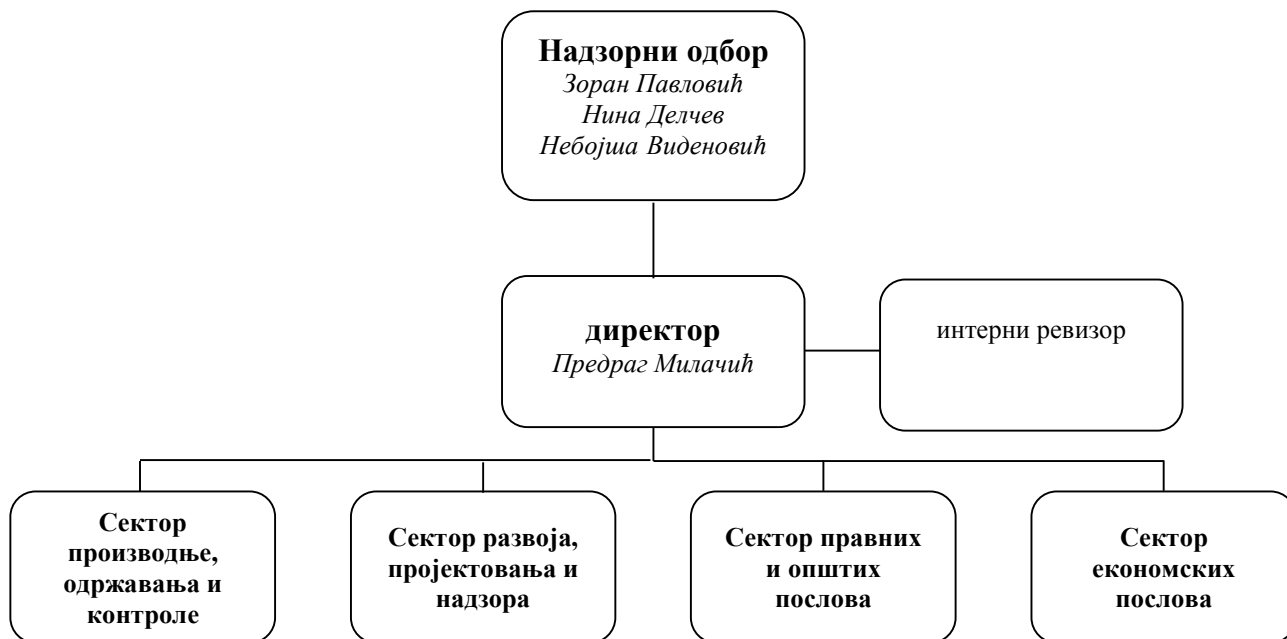 Надзорни одбор
Зоран Павловић
Нина Делчев
Небојша Виденовић
директор
Предраг Милачић
интерни ревизор
Сектор
производње,
одржавања и
контроле
Сектор развоја,
пројектовања и
надзора
Сектор правних
и општих
послова
Сектор
економских
послова